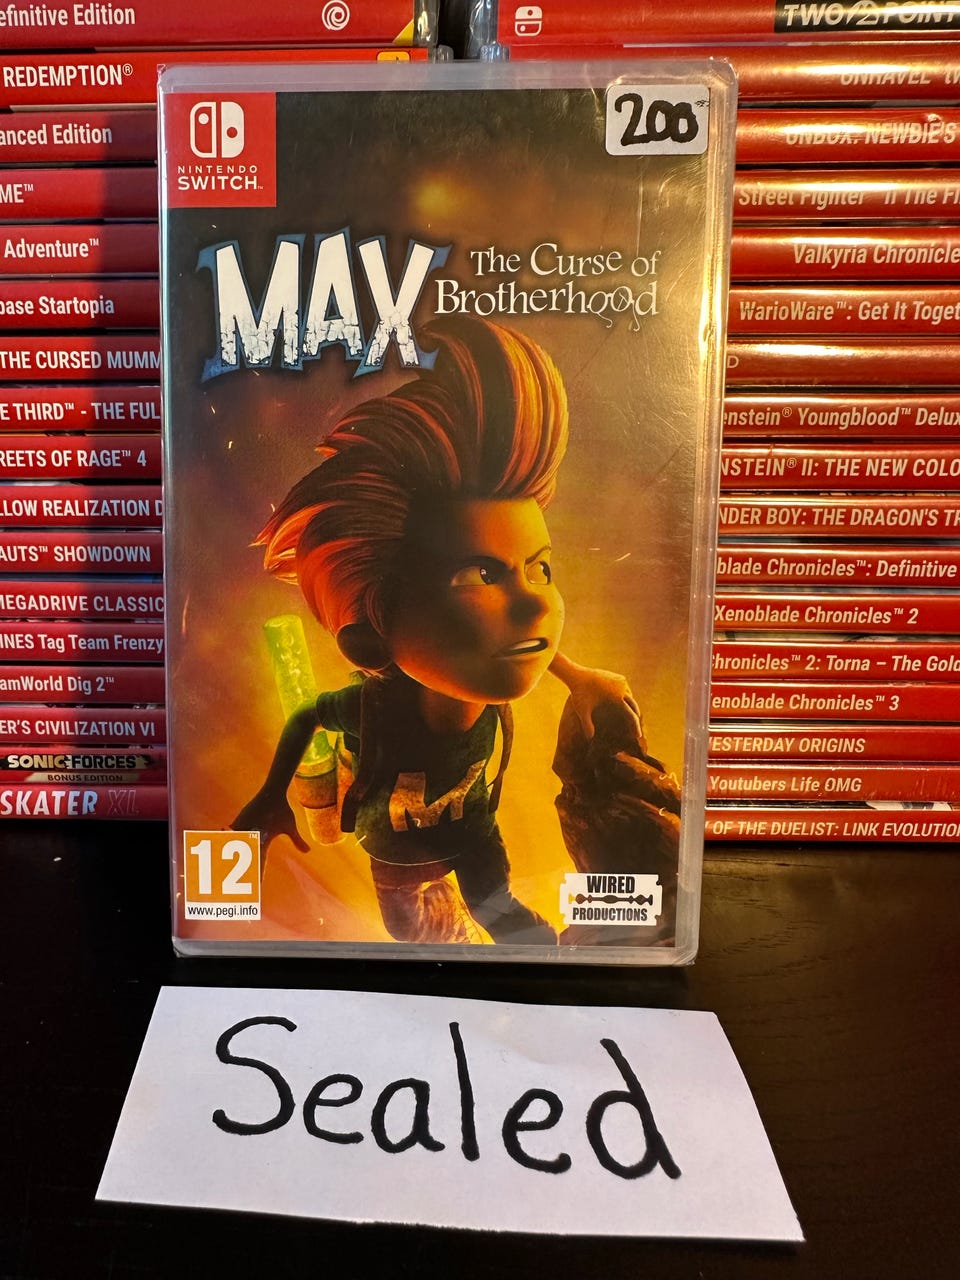 efinitive Edition
REDEMPTION®
anced Edition
ME™
Adventure™
base Startopia
THE CURSED MUMM
E THIRD™ - THE FUL
REETS OF RAGE™ 4
LLOW REALIZATION D
AUTS™ SHOWDOWN
MEGADRIVE CLASSIC
INES Tag Team Frenzy
amWorld Dig 2™
ER'S CIVILIZATION VI
SONIC FORCES
BONUS EDITION
SKATER XL
NINTENDO
SWITCH™
200
MAX
The Curse of
Brotherhood
12
www.pegi.info
WIRED
PRODUCTIONS
TWO POINT
UNRAVEL
UNBOX: NEWBIE'S
Street Fighter II The Fi
Valkyria Chronicle
WarioWare™: Get It Toget
D
enstein® Youngblood™ Delux
NSTEIN® II: THE NEW COLO
NDER BOY: THE DRAGON'S TR
blade Chronicles™: Definitive
Xenoblade Chronicles™ 2
hronicles™ 2: Torna – The Gold
enoblade Chronicles™ 3
YESTERDAY ORIGINS
Youtubers Life OMG
OF THE DUELIST: LINK EVOLUTION
Sealed